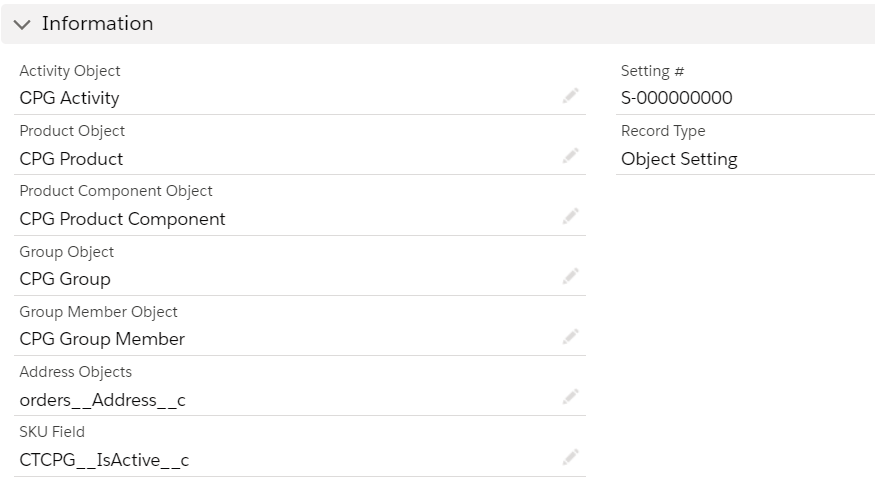 Information
Activity Object
CPG Activity
Product Object
CPG Product
Product Component Object
CPG Product Component
Group Object
CPG Group
Group Member Object
CPG Group Member
Address Objects
orders__Address__c
SKU Field
CTCPG__IsActive__c
Setting #
S-000000000
Record Type
Object Setting